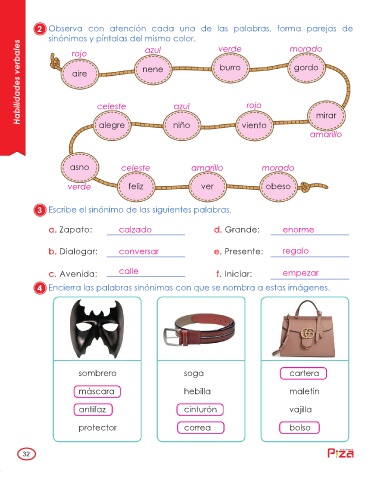 Habilidades verbales
2 Observa con atención cada una de las palabras, forma parejas de
sinónimos y píntalas del mismo color.
rojo azul verde morado
aire nene burro gordo
celeste azul rojo
alegre niño viento mirar
amarillo
asno celeste amarillo morado
verde feliz ver obeso
3 Escribe el sinónimo de las siguientes palabras.
a. Zapato: calzado d. Grande: enorme
b. Dialogar: conversar e. Presente: regalo
c. Avenida: calle f. Iniciar: empezar
4 Encierra las palabras sinónimas con que se nombra a estas imágenes.
sombrero soga cartera
máscara hebilla maletín
antifaz cinturón vajilla
protector correa bolso
32